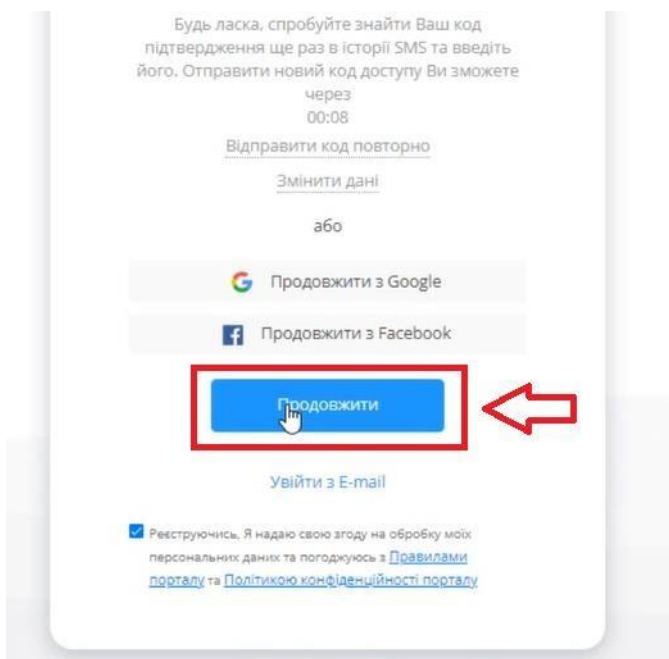 Будь ласка, спробуйте знайти Ваш код
підтвердження ще раз в історії SMS та введіть
його. Отправити новий код доступу Ви зможете
через
00:08
Відправити код повторно
Змінити дані
або
Продовжити з Google
Продовжити з Facebook
Продовжити
Увійти з E-mail
Реєструючись, Я надаю свою згоду на обробку моїх
персональних даних та погоджуюсь з Правилами
порталу та Політикою конфіденційності порталу